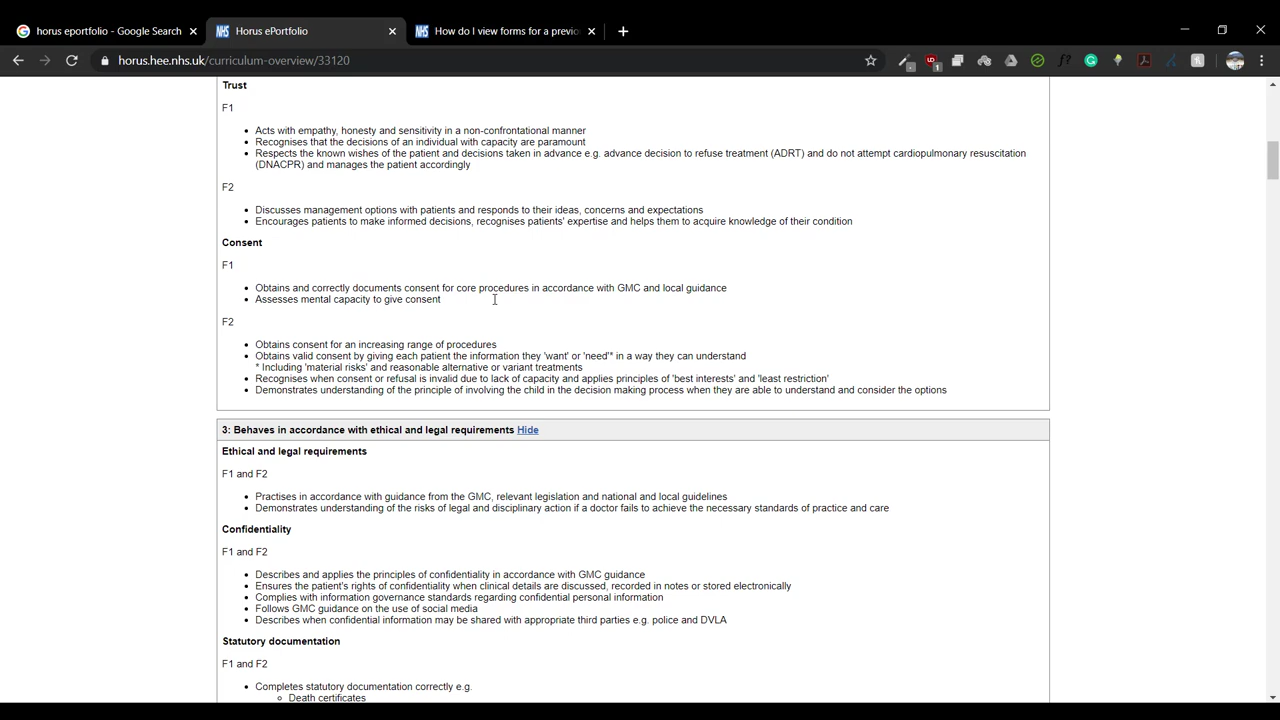 horus eportfolio - Google Search
Horus ePortfolio
How do I view forms for a previo
horus.hee.nhs.uk/curriculum-overview/33120
Trust
F1
• Acts with empathy, honesty and sensitivity in a non-confrontational manner
• Recognises that the decisions of an individual with capacity are paramount
• Respects the known wishes of the patient and decisions taken in advance e.g. advance decision to refuse treatment (ADRT) and do not attempt cardiopulmonary resuscitation
(DNACPR) and manages the patient accordingly
F2
• Discusses management options with patients and responds to their ideas, concerns and expectations
• Encourages patients to make informed decisions, recognises patients' expertise and helps them to acquire knowledge of their condition
Consent
F1
• Obtains and correctly documents consent for core procedures in accordance with GMC and local guidance
• Assesses mental capacity to give consent
F2
• Obtains consent for an increasing range of procedures
• Obtains valid consent by giving each patient the information they 'want' or 'need'* in a way they can understand
* Including 'material risks' and reasonable alternative or variant treatments
• Recognises when consent or refusal is invalid due to lack of capacity and applies principles of 'best interests' and 'least restriction'
• Demonstrates understanding of the principle of involving the child in the decision making process when they are able to understand and consider the options
3: Behaves in accordance with ethical and legal requirements Hide
Ethical and legal requirements
F1 and F2
• Practises in accordance with guidance from the GMC, relevant legislation and national and local guidelines
• Demonstrates understanding of the risks of legal and disciplinary action if a doctor fails to achieve the necessary standards of practice and care
Confidentiality
F1 and F2
• Describes and applies the principles of confidentiality in accordance with GMC guidance
• Ensures the patient's rights of confidentiality when clinical details are discussed, recorded in notes or stored electronically
• Complies with information governance standards regarding confidential personal information
• Follows GMC guidance on the use of social media
• Describes when confidential information may be shared with appropriate third parties e.g. police and DVLA
Statutory documentation
F1 and F2
• Completes statutory documentation correctly e.g.
Death certificates